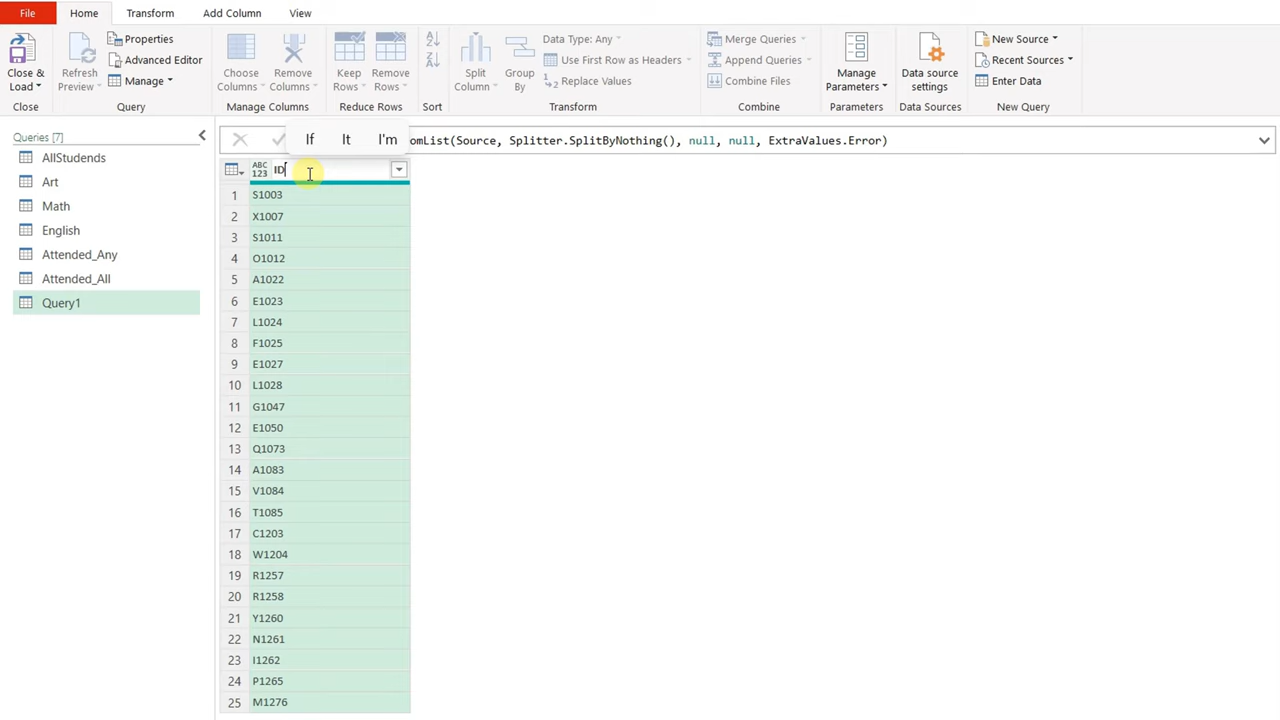 File Home Transform Add Column View
Close & Load
Close
Refresh Preview
Properties
Advanced Editor
Manage
Query
Choose Columns
Remove Columns
Manage Columns
Keep Rows
Remove Rows
Reduce Rows
Sort
Split Column
Group By
Data Type: Any
Use First Row as Headers
1 2 Replace Values
Transform
Merge Queries
Append Queries
Combine Files
Combine
Manage Parameters
Parameters
Data source settings
Data Sources
New Source
Recent Sources
Enter Data
New Query
Queries [7]
AllStudends
Art
Math
English
Attended_Any
Attended_All
Query1
If It I'm
omList(Source, Splitter.SplitByNothing(), null, null, ExtraValues.Error)
ABC 123 ID
1 S1003
2 X1007
3 S1011
4 O1012
5 A1022
6 E1023
7 L1024
8 F1025
9 E1027
10 L1028
11 G1047
12 E1050
13 Q1073
14 A1083
15 V1084
16 T1085
17 C1203
18 W1204
19 R1257
20 R1258
21 Y1260
22 N1261
23 I1262
24 P1265
25 M1276